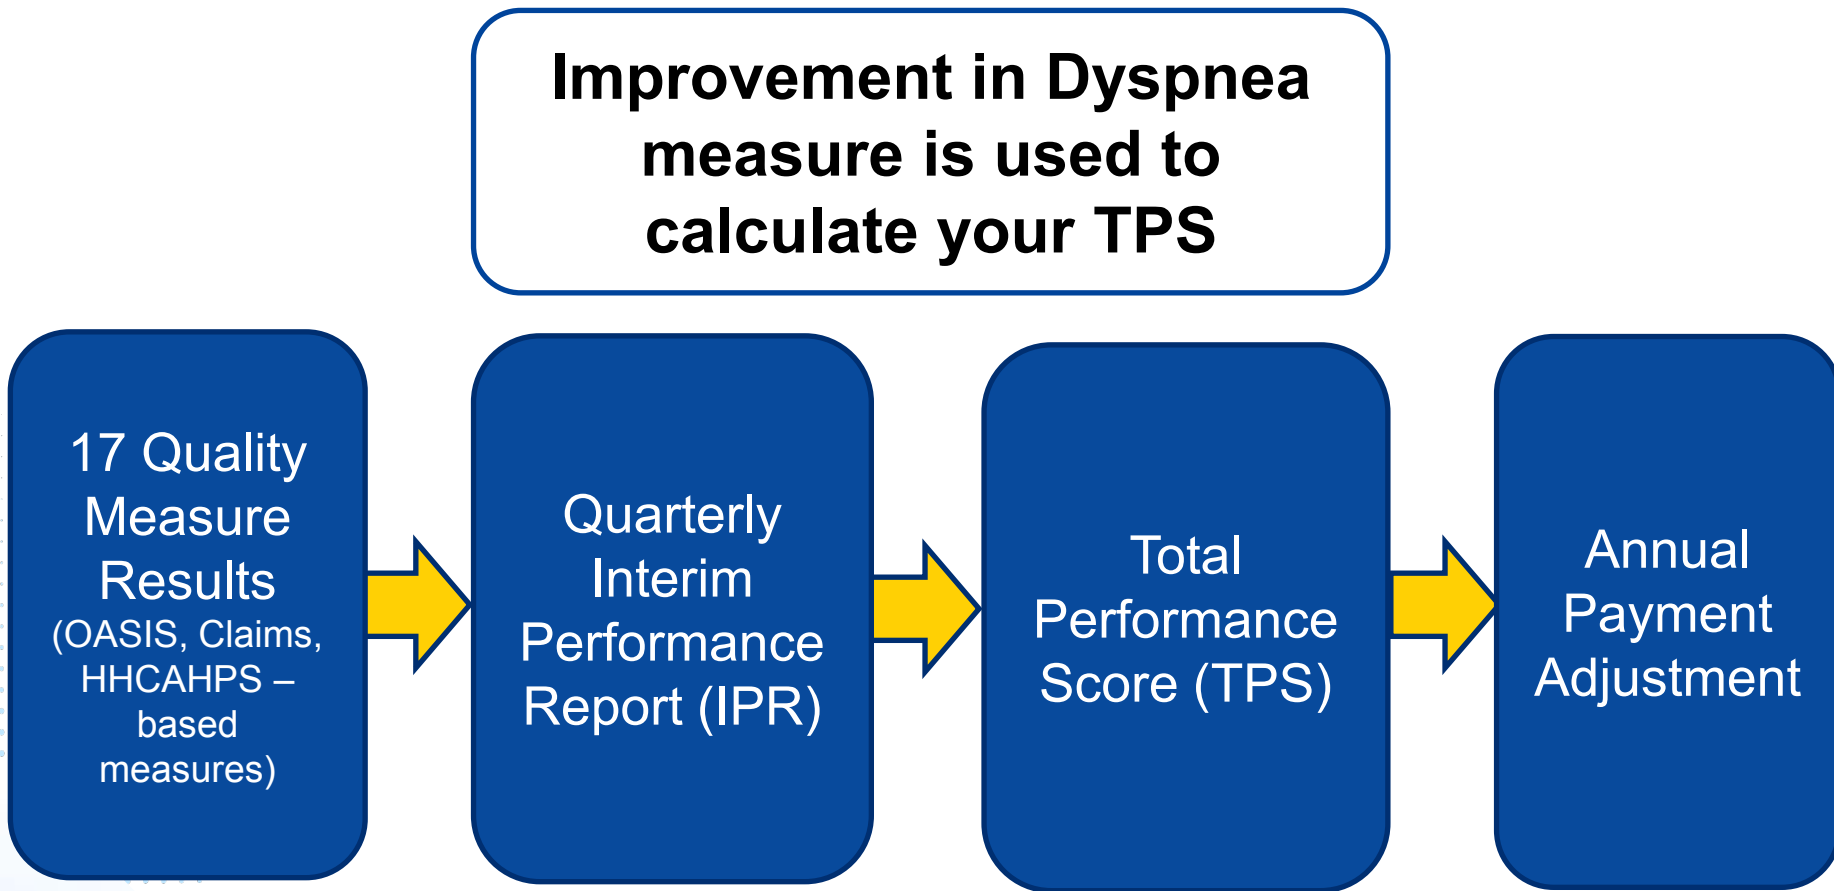 Improvement in Dyspnea
measure is used to
calculate your TPS
17 Quality
Measure
Results
(OASIS, Claims,
HHCAHPS –
based
measures)
Quarterly
Interim
Performance
Report (IPR)
Total
Performance
Score (TPS)
Annual
Payment
Adjustment